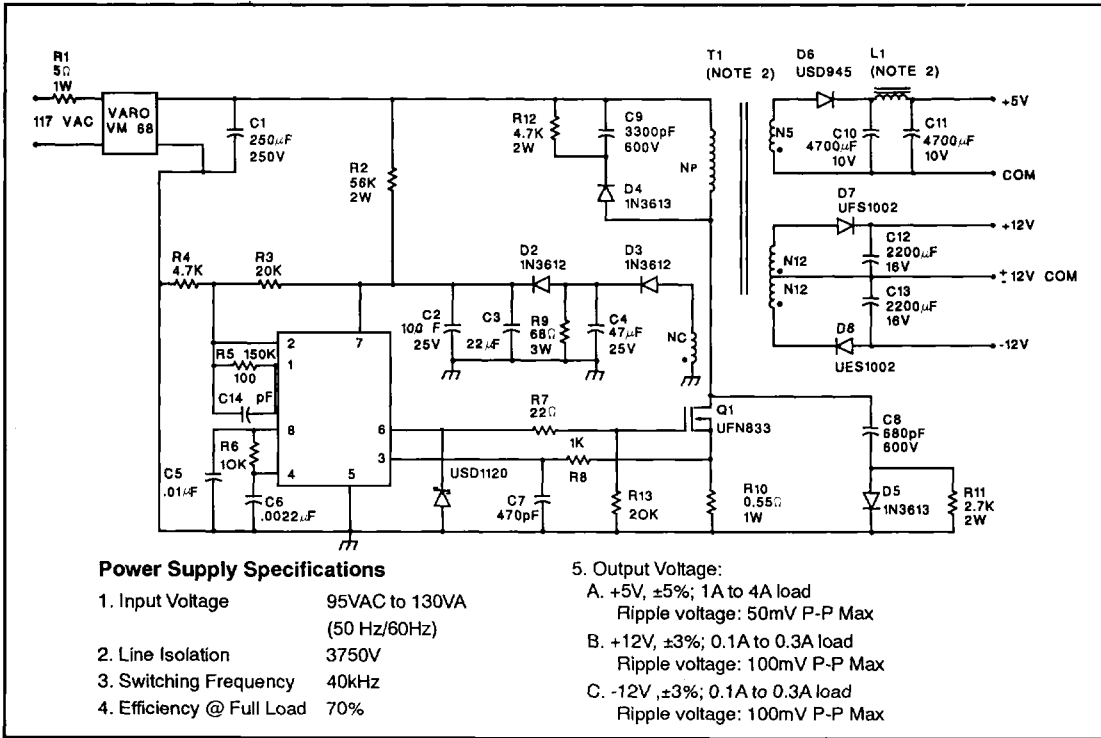 R1
5Ω
1W
117 VAC
VARO
VM 68
C1
250µF
250V
R2
56K
2W
R12
4.7K
2W
C9
3300pF
600V
D4
1N3613
NP
T1
(NOTE 2)
D6
USD945
L1
(NOTE 2)
+5V
N5
C10
4700µF
10V
C11
4700µF
10V
COM
D7
UFS1002
+12V
N12
N12
C12
2200µF
16V
±12V COM
C13
2200µF
16V
D8
UES1002
-12V
R4
4.7K
R3
20K
D2
1N3612
D3
1N3612
C2
100 F
25V
C3
22µF
R9
68Ω
3W
C4
47µF
25V
NC
2
7
1
R5 150K
100
pF
C14
8
6
R6
10K
4
3
5
C5
.01µF
C6
.0022µF
USD1120
C7
470pF
R7
22Ω
1K
R8
R13
20K
Q1
UFN833
R10
0.55Ω
1W
C8
680pF
600V
D5
1N3613
R11
2.7K
2W
Power Supply Specifications
1. Input Voltage 95VAC to 130VA
(50 Hz/60Hz)
2. Line Isolation 3750V
3. Switching Frequency 40kHz
4. Efficiency @ Full Load 70%
5. Output Voltage:
A. +5V, ±5%; 1A to 4A load
Ripple voltage: 50mV P-P Max
B. +12V, ±3%; 0.1A to 0.3A load
Ripple voltage: 100mV P-P Max
C. -12V ,±3%; 0.1A to 0.3A load
Ripple voltage: 100mV P-P Max